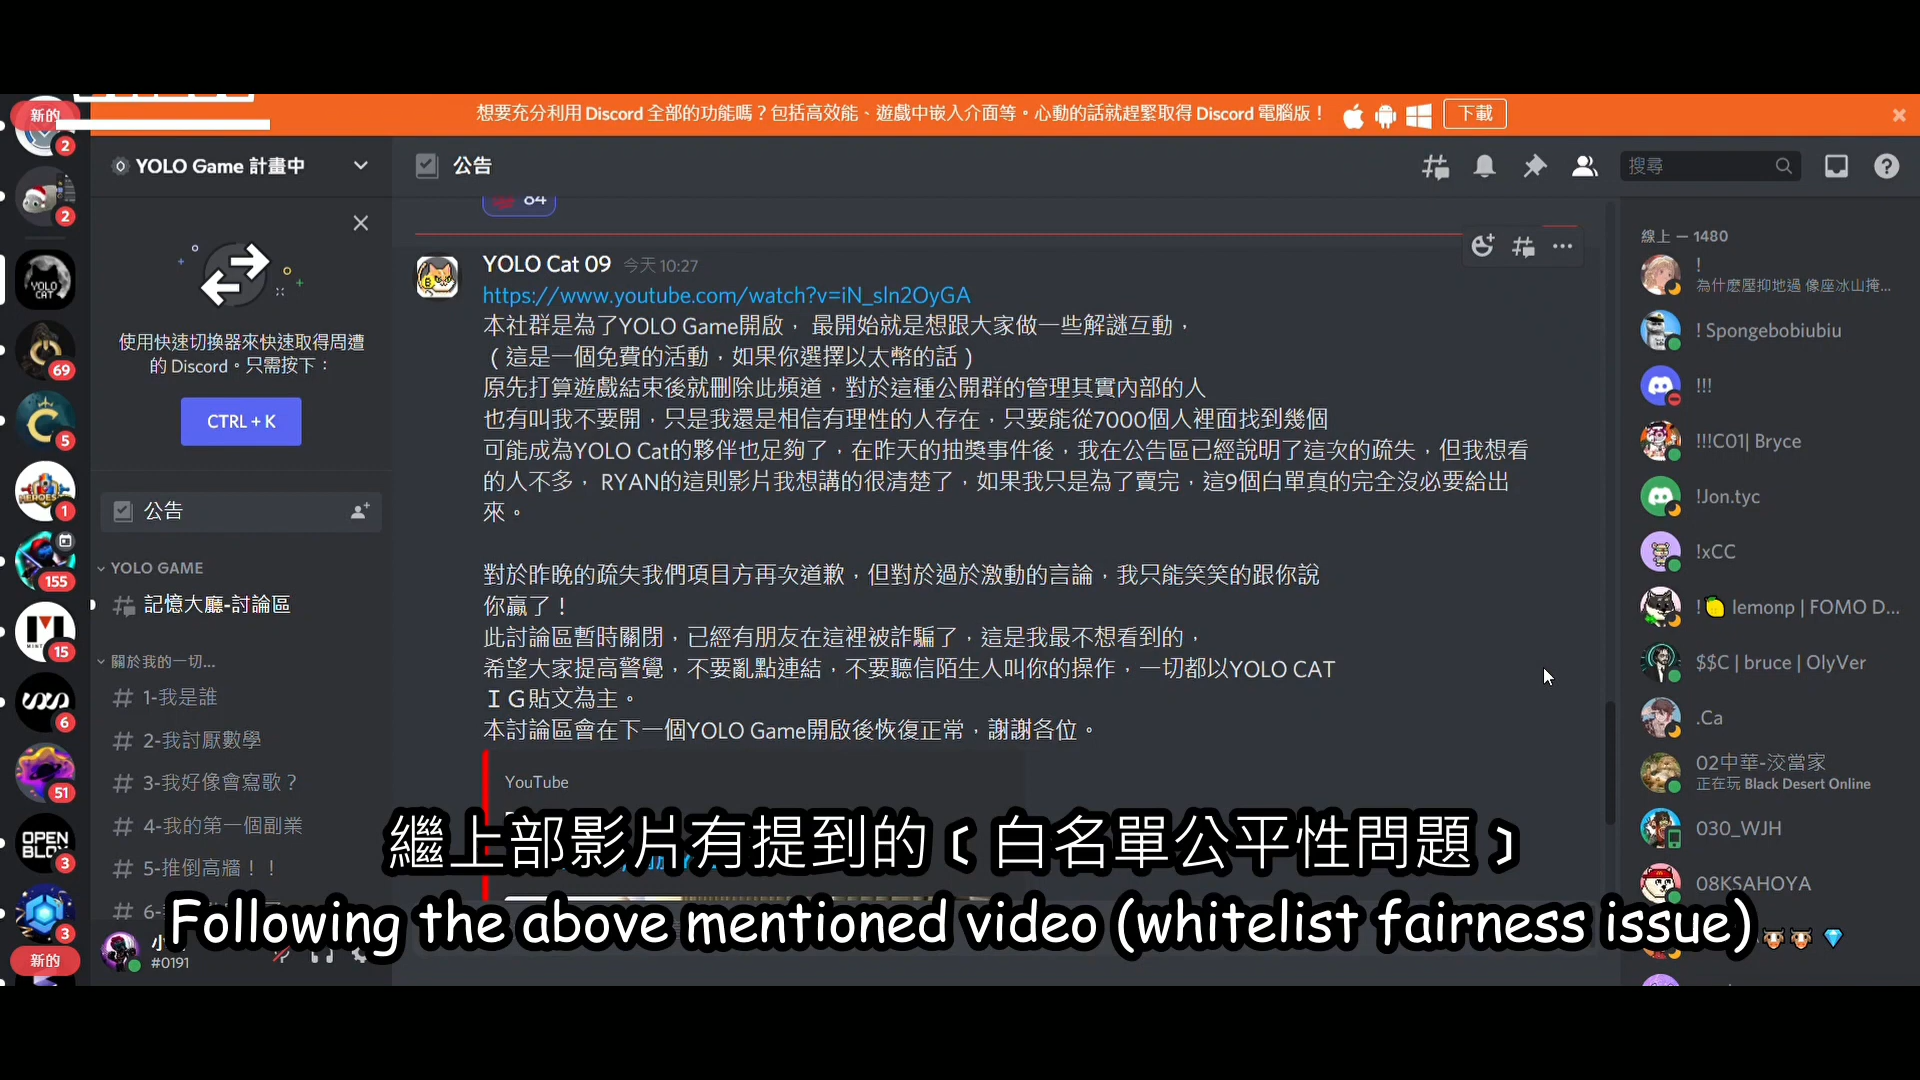 新的
想要充分利用 Discord 全部的功能嗎？包括高效能、遊戲中嵌入介面等。心動的話就趕緊取得 Discord 電腦版！
下載
2
YOLO Game 計畫中
公告
搜尋
2
84
使用快速切換器來快速取得周遭
的 Discord。只需按下：
CTRL + K
YOLO CAT
69
5
1
155
15
6
51
OPEN
BLOX
3
3
新的
公告
YOLO GAME
記憶大廳-討論區
關於我的一切...
1-我是誰
2-我討厭數學
3-我好像會寫歌？
4-我的第一個副業
5-推倒高牆！！
6-
小
#0191
YOLO Cat 09 今天 10:27
https://www.youtube.com/watch?v=iN_sln2OyGA
本社群是為了YOLO Game開啟， 最開始就是想跟大家做一些解謎互動，
（這是一個免費的活動，如果你選擇以太幣的話）
原先打算遊戲結束後就刪除此頻道，對於這種公開群的管理其實內部的人
也有叫我不要開，只是我還是相信有理性的人存在，只要能從7000個人裡面找到幾個
可能成為YOLO Cat的夥伴也足夠了，在昨天的抽獎事件後，我在公告區已經說明了這次的疏失，但我想看
的人不多， RYAN的這則影片我想講的很清楚了，如果我只是為了賣完，這9個白單真的完全沒必要給出
來。
對於昨晚的疏失我們項目方再次道歉，但對於過於激動的言論，我只能笑笑的跟你說
你贏了！
此討論區暫時關閉，已經有朋友在這裡被詐騙了，這是我最不想看到的，
希望大家提高警覺，不要亂點連結，不要聽信陌生人叫你的操作，一切都以YOLO CAT
ＩＧ貼文為主。
本討論區會在下一個YOLO Game開啟後恢復正常，謝謝各位。
YouTube
線上 — 1480
!
為什麼壓抑地過 像座冰山掩...
! Spongebobiubiu
!!!
!!!C01| Bryce
!Jon.tyc
!xCC
!🍋 lemonp | FOMO D...
$$C | bruce | OlyVer
.Ca
02中華-洨當家
正在玩 Black Desert Online
030_WJH
08KSAHOYA
繼上部影片有提到的﹝白名單公平性問題﹞
Following the above mentioned video (whitelist fairness issue)